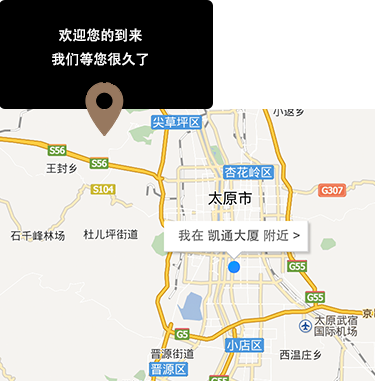 欢迎您的到来
我们等您很久了
小返乡
尖草坪区
S56
S56
王封乡
杏花岭区
S104
G307
太原市
石千峰林场
杜儿坪街道
我在 凯通大厦 附近 >
G55
G55
京
太原武宿
国际机场
G5
小店区
晋源街道
西温庄乡
晋源区
G208